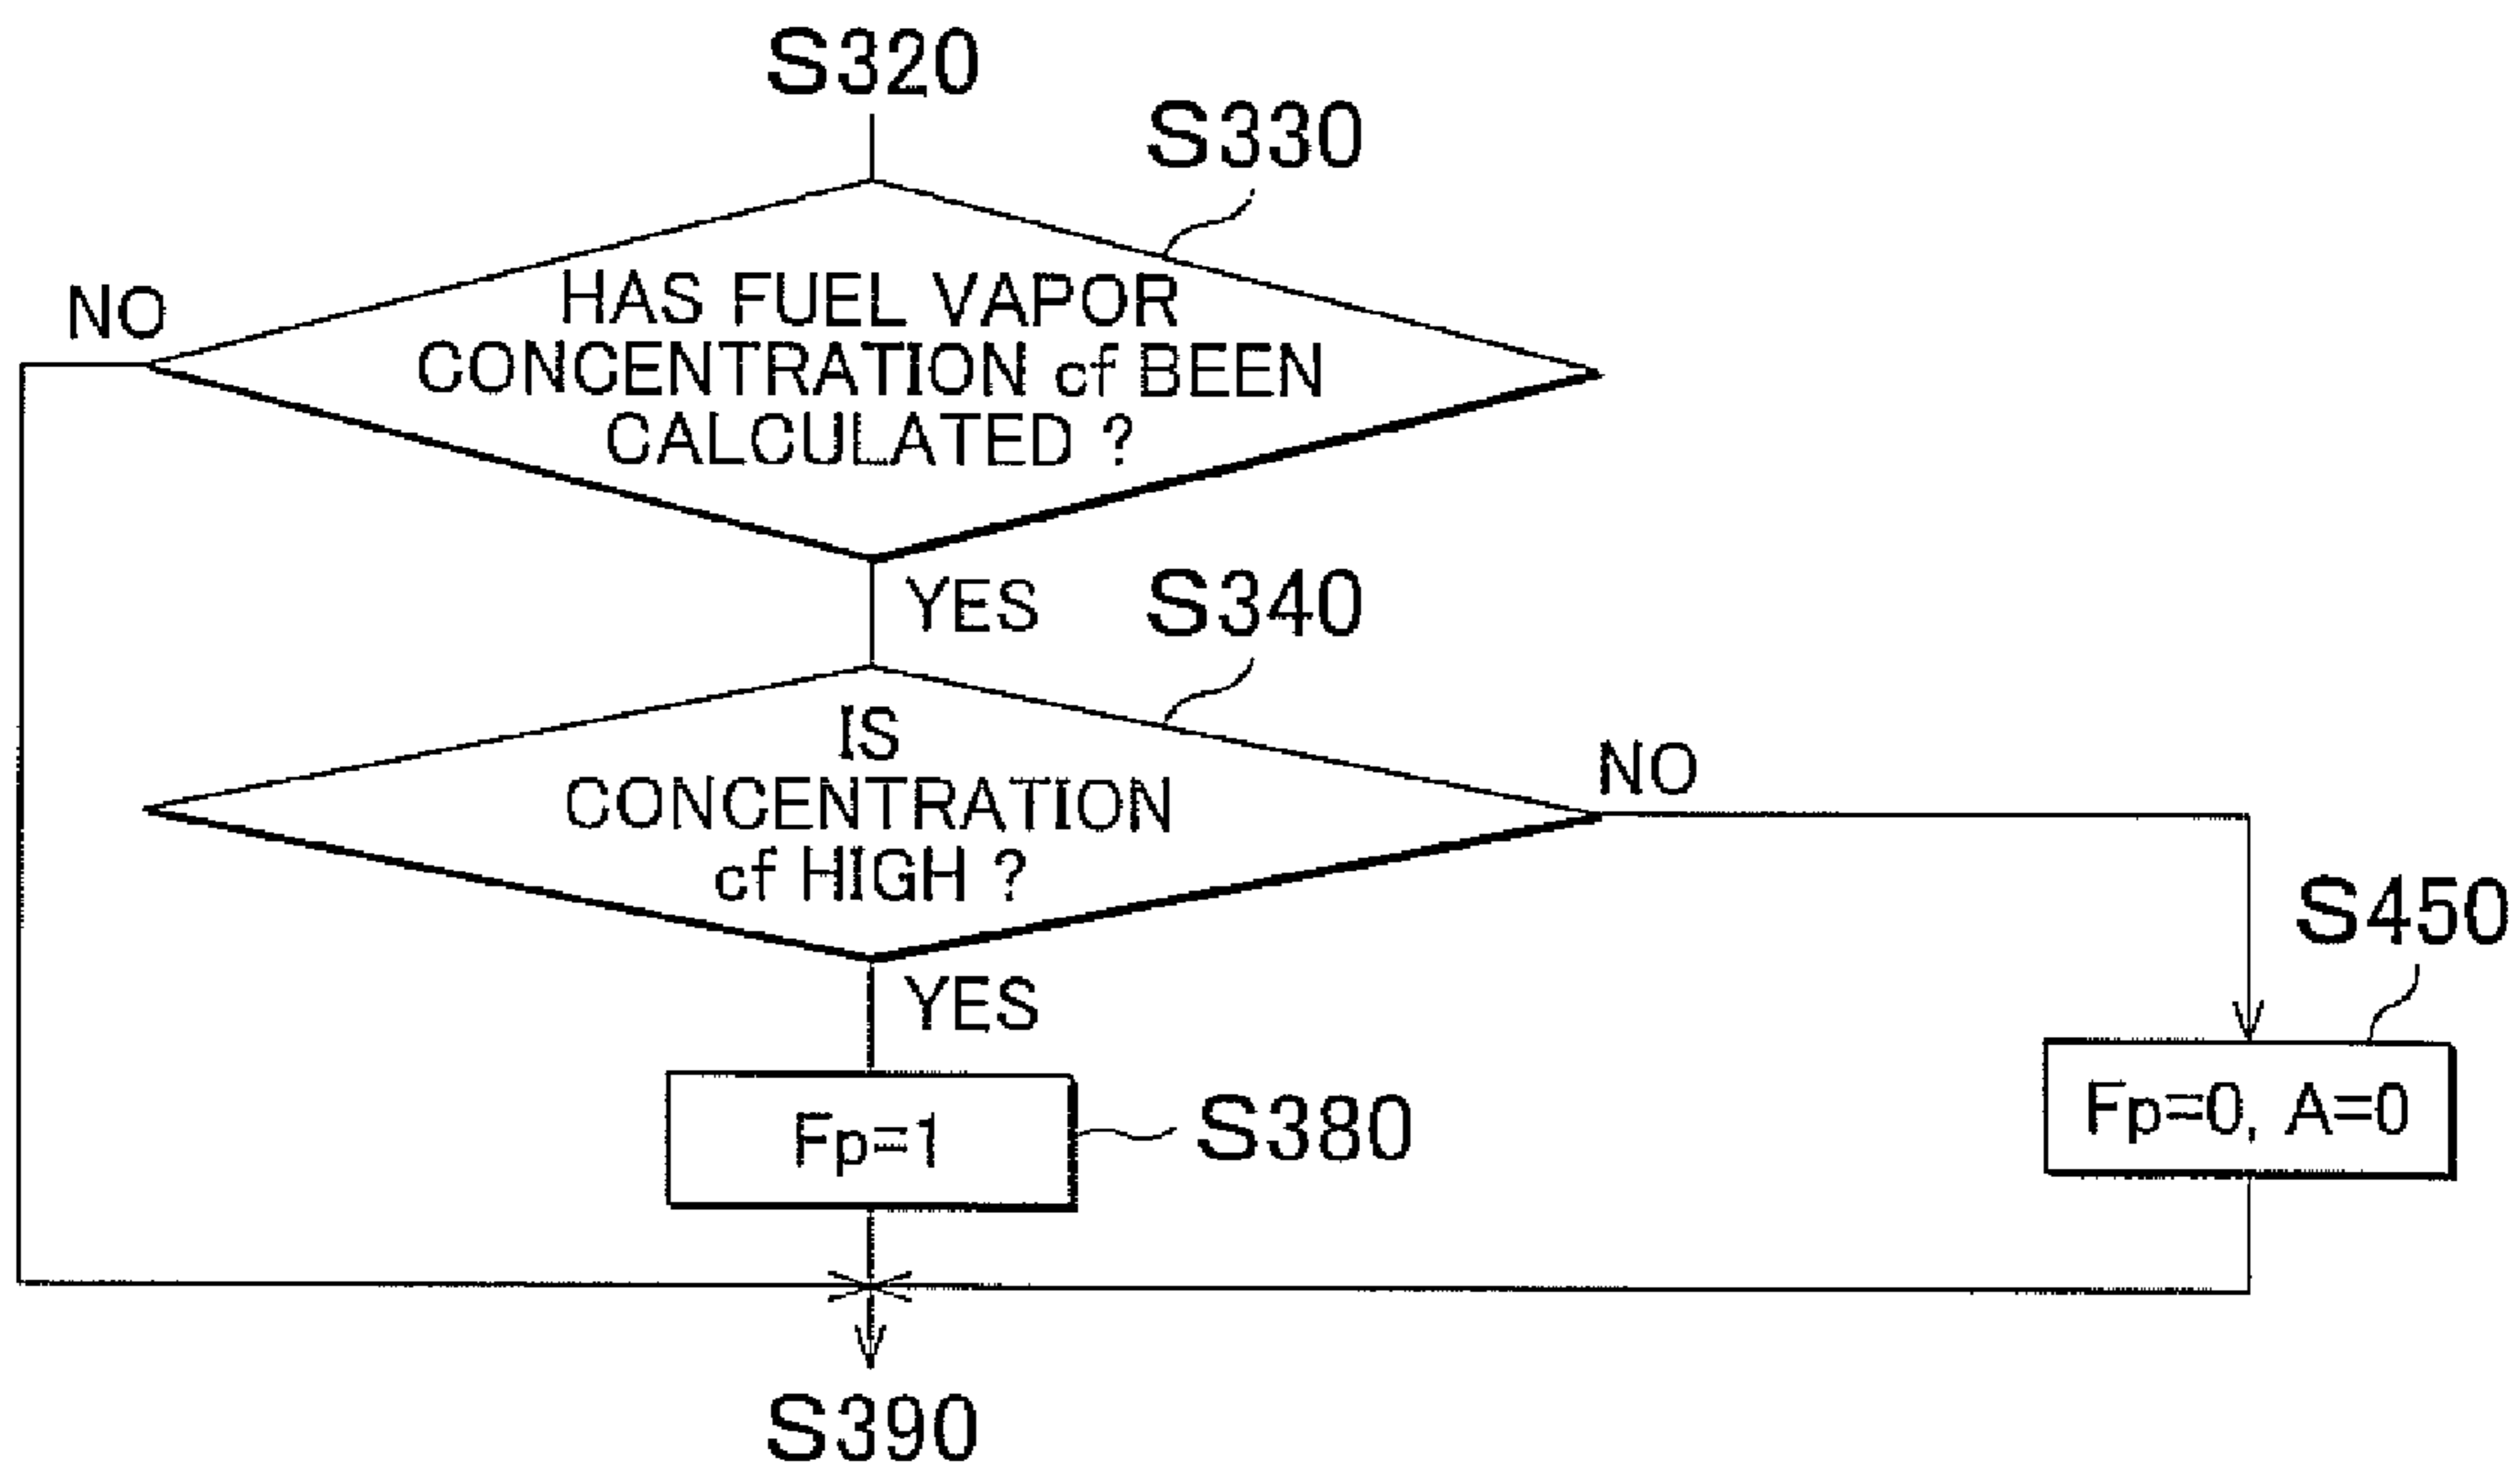 S320
S330
NO
HAS FUEL VAPOR
CONCENTRATION cf BEEN
CALCULATED ?
YES
S340
IS
CONCENTRATION
cf HIGH ?
NO
S450
YES
Fp=1
S380
Fp=0, A=0
S390